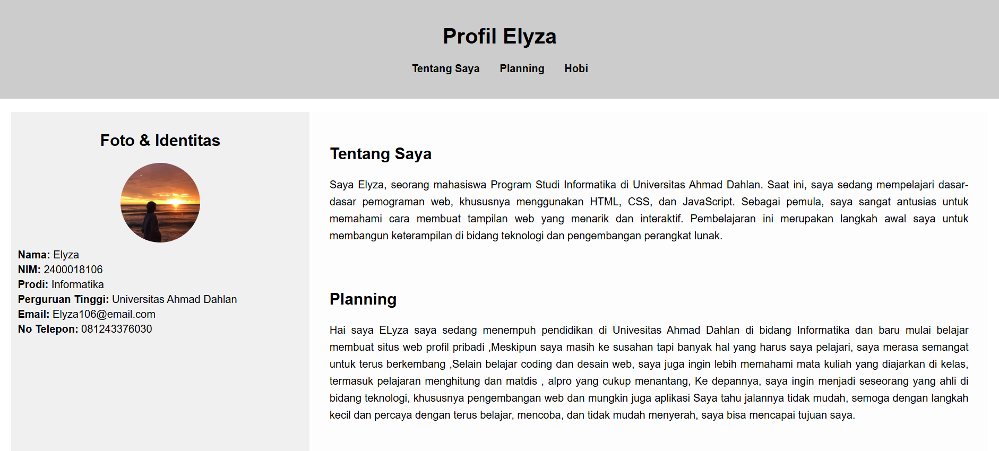 Profil Elyza
Tentang Saya Planning Hobi
Foto & Identitas
Nama: Elyza
NIM: 2400018106
Prodi: Informatika
Perguruan Tinggi: Universitas Ahmad Dahlan
Email: Elyza106@email.com
No Telepon: 081243376030
Tentang Saya
Saya Elyza, seorang mahasiswa Program Studi Informatika di Universitas Ahmad Dahlan. Saat ini, saya sedang mempelajari dasar-
dasar pemograman web, khususnya menggunakan HTML, CSS, dan JavaScript. Sebagai pemula, saya sangat antusias untuk
memahami cara membuat tampilan web yang menarik dan interaktif. Pembelajaran ini merupakan langkah awal saya untuk
membangun keterampilan di bidang teknologi dan pengembangan perangkat lunak.
Planning
Hai saya ELyza saya sedang menempuh pendidikan di Univesitas Ahmad Dahlan di bidang Informatika dan baru mulai belajar
membuat situs web profil pribadi ,Meskipun saya masih ke susahan tapi banyak hal yang harus saya pelajari, saya merasa semangat
untuk terus berkembang ,Selain belajar coding dan desain web, saya juga ingin lebih memahami mata kuliah yang diajarkan di kelas,
termasuk pelajaran menghitung dan matdis , alpro yang cukup menantang, Ke depannya, saya ingin menjadi seseorang yang ahli di
bidang teknologi, khususnya pengembangan web dan mungkin juga aplikasi Saya tahu jalannya tidak mudah, semoga dengan langkah
kecil dan percaya dengan terus belajar, mencoba, dan tidak mudah menyerah, saya bisa mencapai tujuan saya.